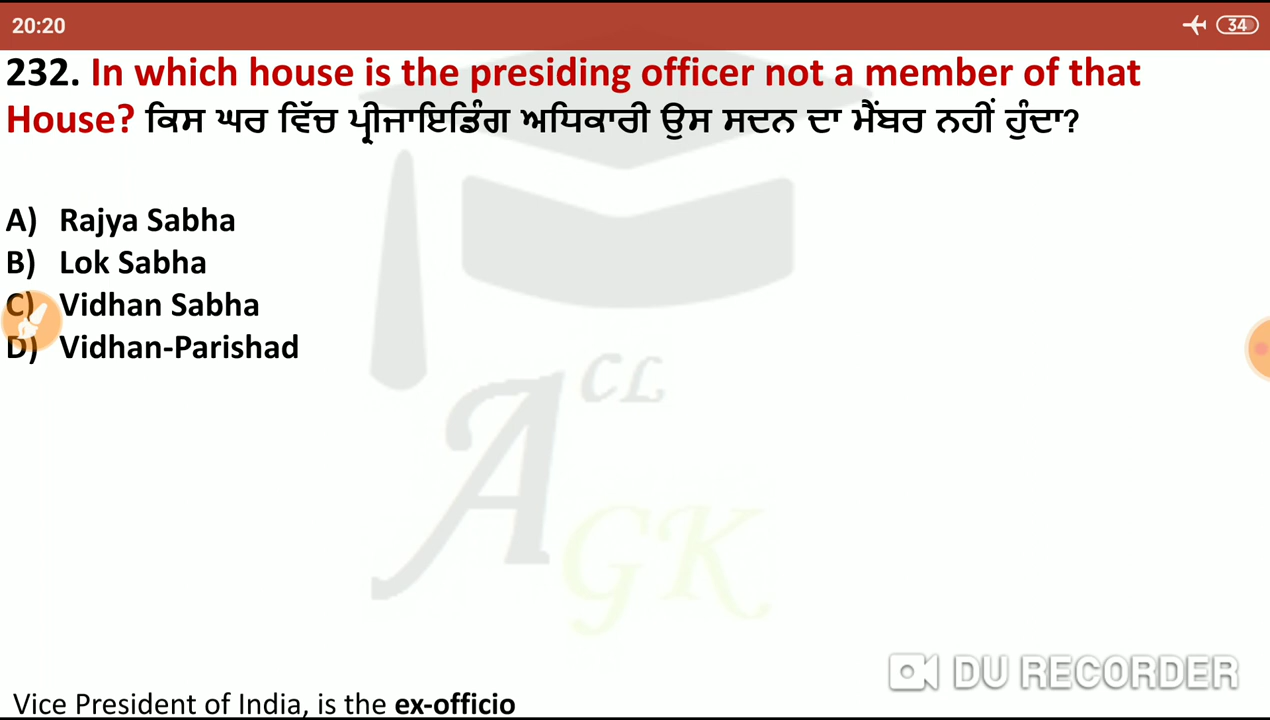 20:20
34
232. In which house is the presiding officer not a member of that
House? ਕਿਸ ਘਰ ਵਿੱਚ ਪ੍ਰੀਜਾਇਡਿੰਗ ਅਧਿਕਾਰੀ ਉਸ ਸਦਨ ਦਾ ਮੈਂਬਰ ਨਹੀਂ ਹੁੰਦਾ?
A) Rajya Sabha
B) Lok Sabha
C) Vidhan Sabha
D) Vidhan-Parishad
A CL
GK
DU RECORDER
Vice President of India, is the ex-officio